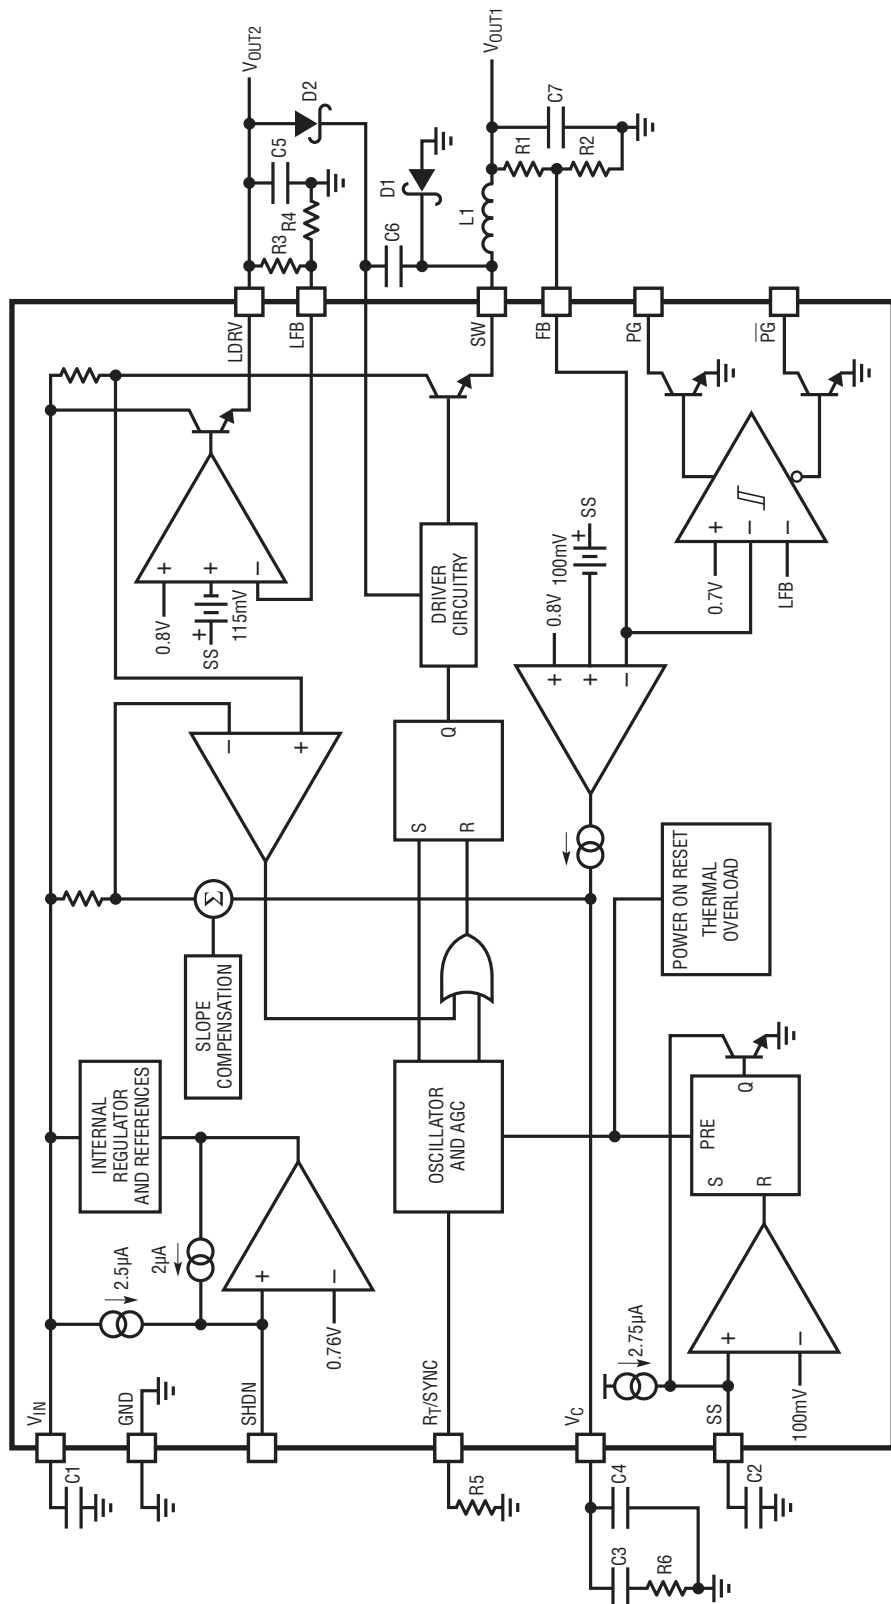 VOUT2
D2
C5
R4
R3
C6
D1
VOUT1
C7
R1
R2
L1
LDRV
LFB
SW
FB
PG
PG
+
+
–
0.8V
SS
+
115mV
DRIVER
CIRCUITRY
0.8V
100mV
+
SS
+
+
–
+
–
–
0.7V
LFB
–
+
S
R
Q
Σ
SLOPE
COMPENSATION
POWER ON RESET
THERMAL
OVERLOAD
INTERNAL
REGULATOR
AND REFERENCES
OSCILLATOR
AND AGC
PRE
S
R
Q
2.5µA
2µA
+
–
0.76V
2.75µA
+
–
100mV
VIN
GND
SHDN
RT/SYNC
VC
SS
C1
R5
C4
C3
R6
C2